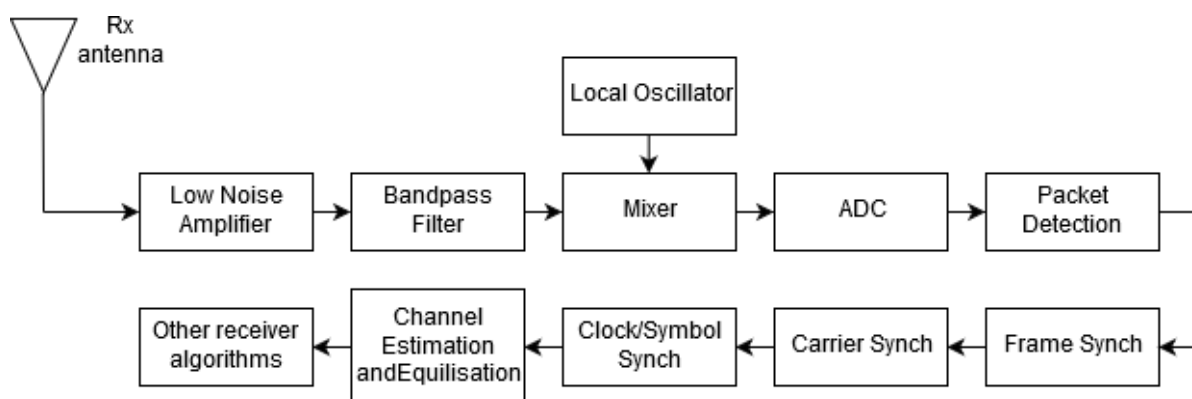 Rx
antenna
Local Oscillator
Low Noise
Amplifier
Bandpass
Filter
Mixer
ADC
Packet
Detection
Other receiver
algorithms
Channel
Estimation
andEquilisation
Clock/Symbol
Synch
Carrier Synch
Frame Synch